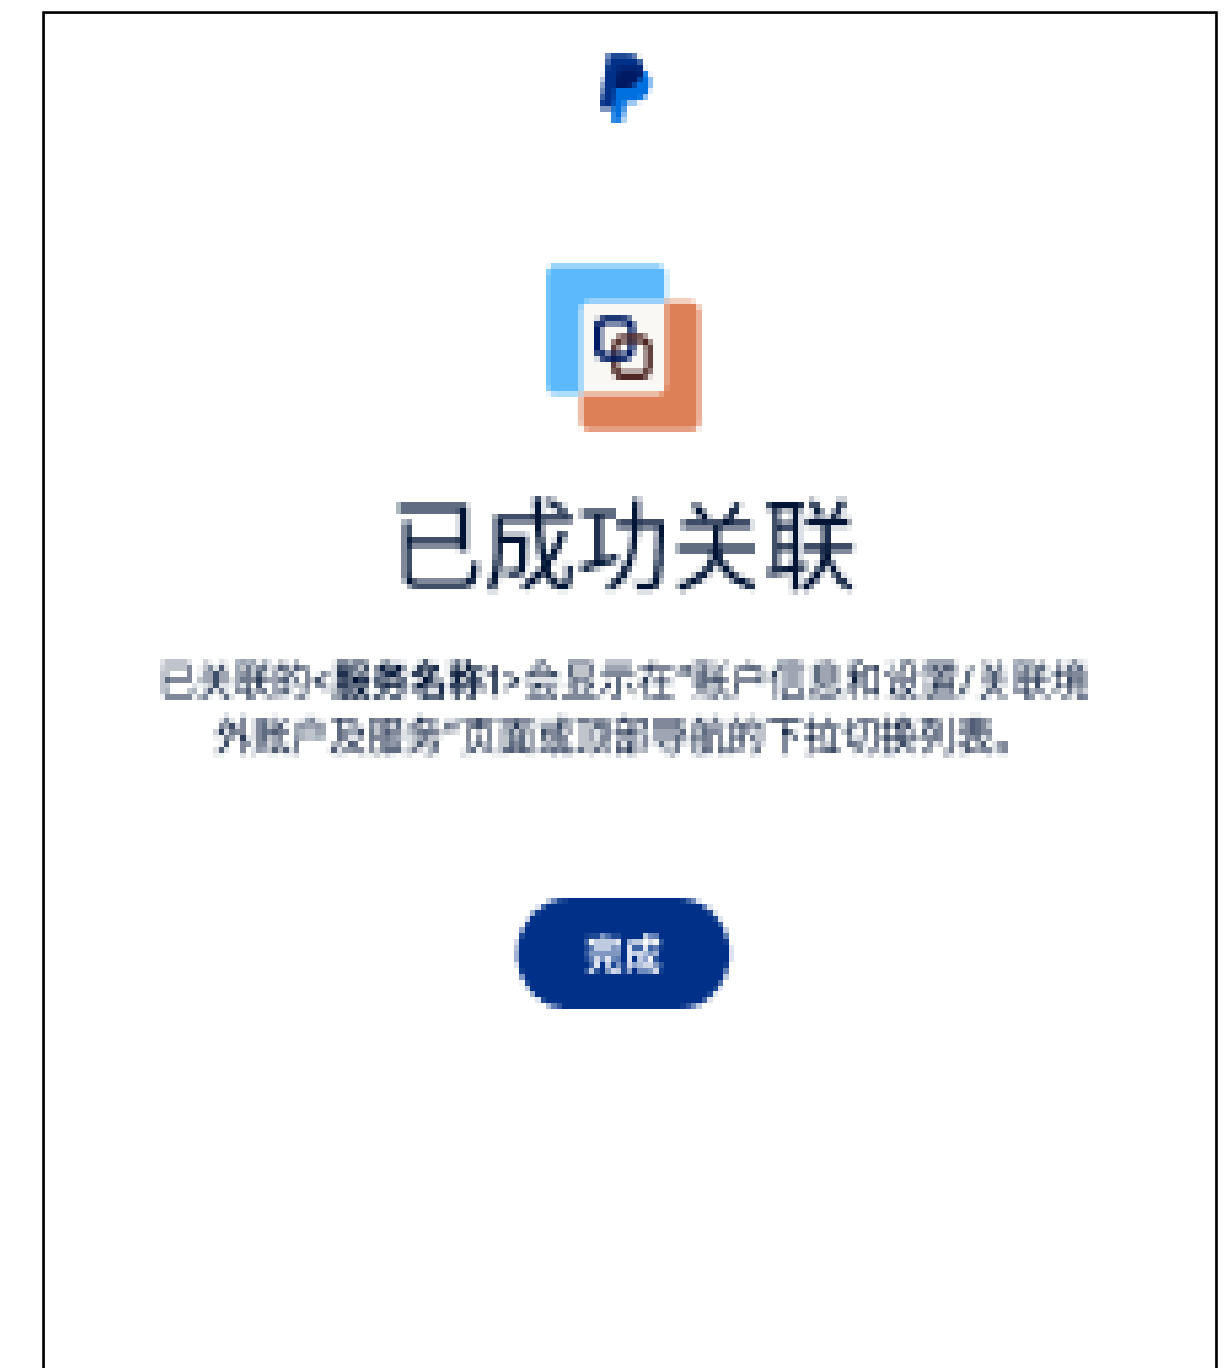 已成功关联
已关联的<服务名称1>会显示在“账户信息和设置/关联境
外账户及服务”页面或顶部导航的下拉切换列表。
完成